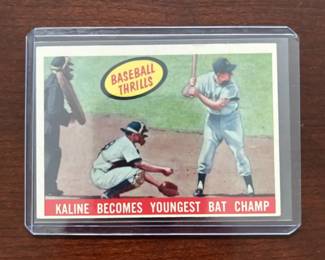 BASEBALL
THRILLS
KALINE BECOMES YOUNGEST BAT CHAMP